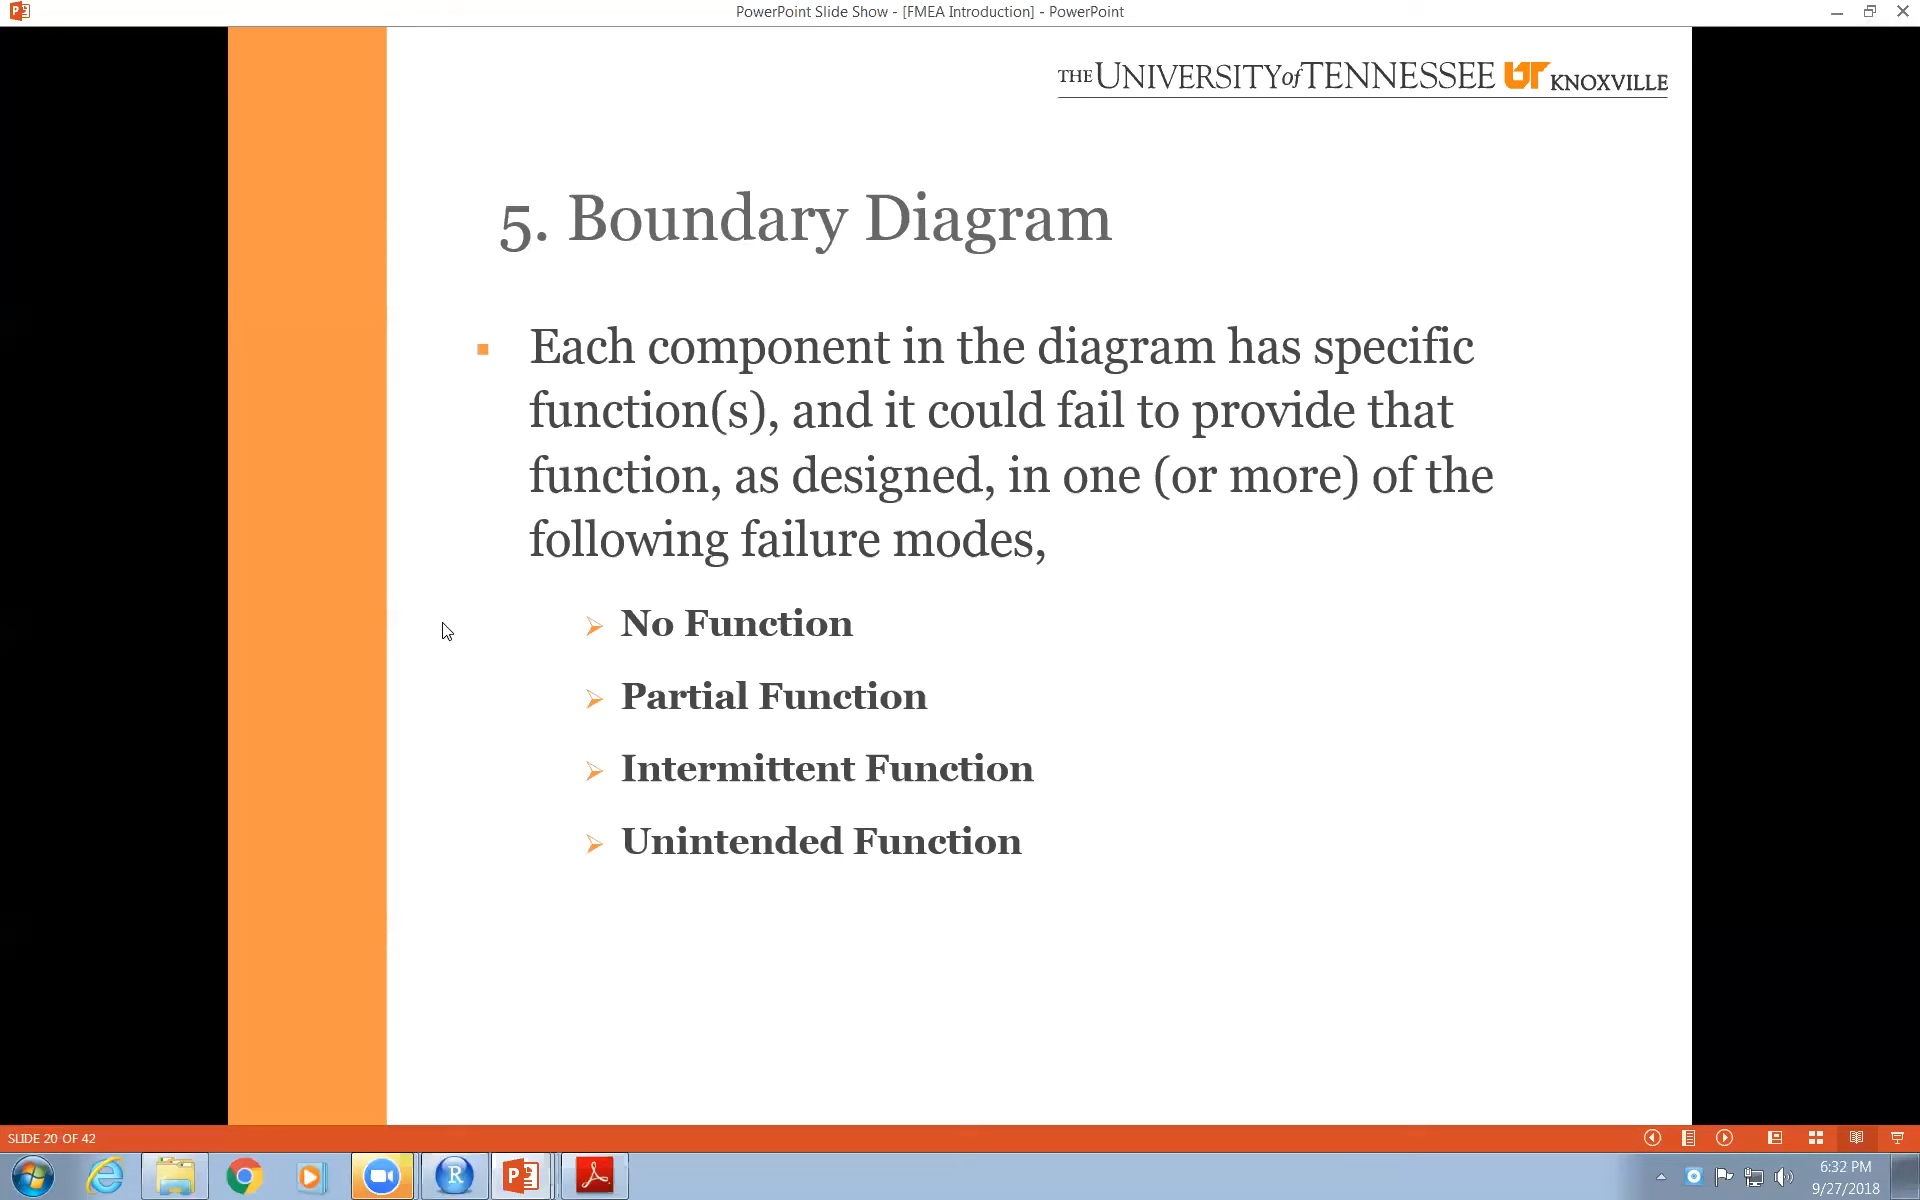 PowerPoint Slide Show - [FMEA Introduction] - PowerPoint
THE UNIVERSITY of TENNESSEE UT KNOXVILLE
5. Boundary Diagram
Each component in the diagram has specific
function(s), and it could fail to provide that
function, as designed, in one (or more) of the
following failure modes,
No Function
Partial Function
Intermittent Function
Unintended Function
SLIDE 20 OF 42
6:32 PM
9/27/2018